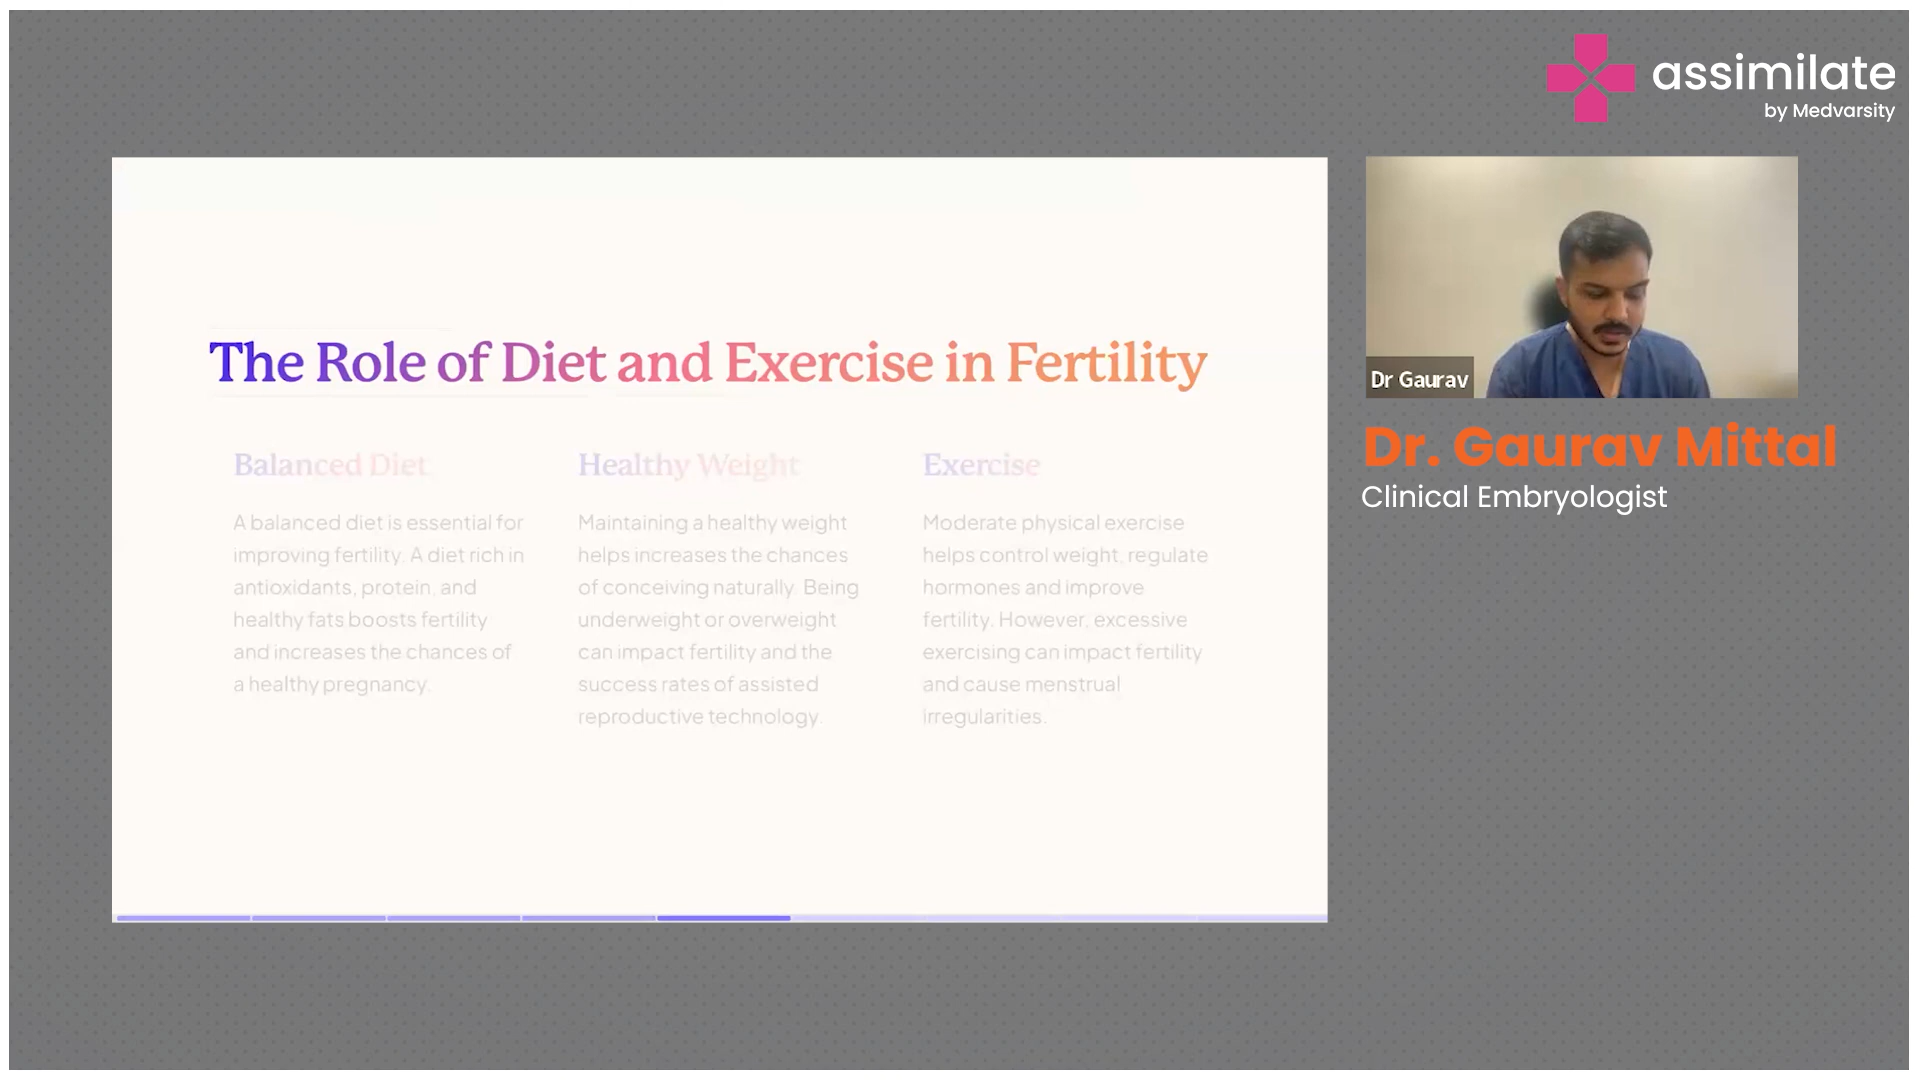 assimilate
by Medvarsity
The Role of Diet and Exercise in Fertility
Balanced Diet
A balanced diet is essential for
improving fertility. A diet rich in
antioxidants, protein, and
healthy fats boosts fertility
and increases the chances of
a healthy pregnancy.
Healthy Weight
Maintaining a healthy weight
helps increases the chances
of conceiving naturally. Being
underweight or overweight
can impact fertility and the
success rates of assisted
reproductive technology.
Exercise
Moderate physical exercise
helps control weight, regulate
hormones and improve
fertility. However, excessive
exercising can impact fertility
and cause menstrual
irregularities.
Dr Gaurav
Dr. Gaurav Mittal
Clinical Embryologist